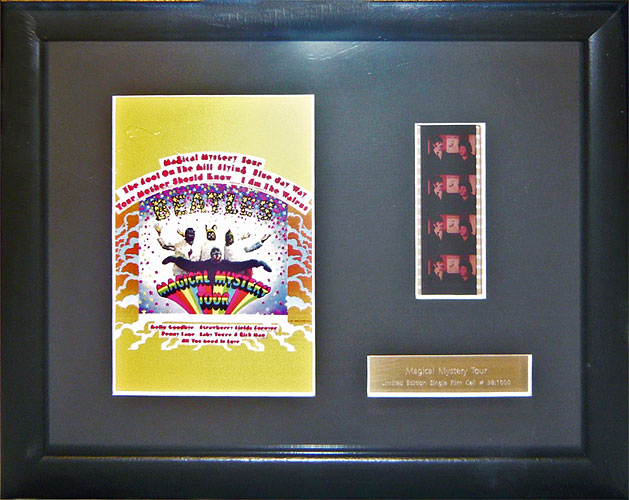 Magical Mystery Tour
The Fool On The Hill Flying Blue Jay Way
Your Mother Should Know I Am The Walrus
BEATLES
MAGICAL MYSTERY
TOUR
Hello Goodbye Strawberry Fields Forever
Penny Lane Baby You're A Rich Man
All You Need Is Love
Magical Mystery Tour
Limited Edition Single Film Cell # 38/1000